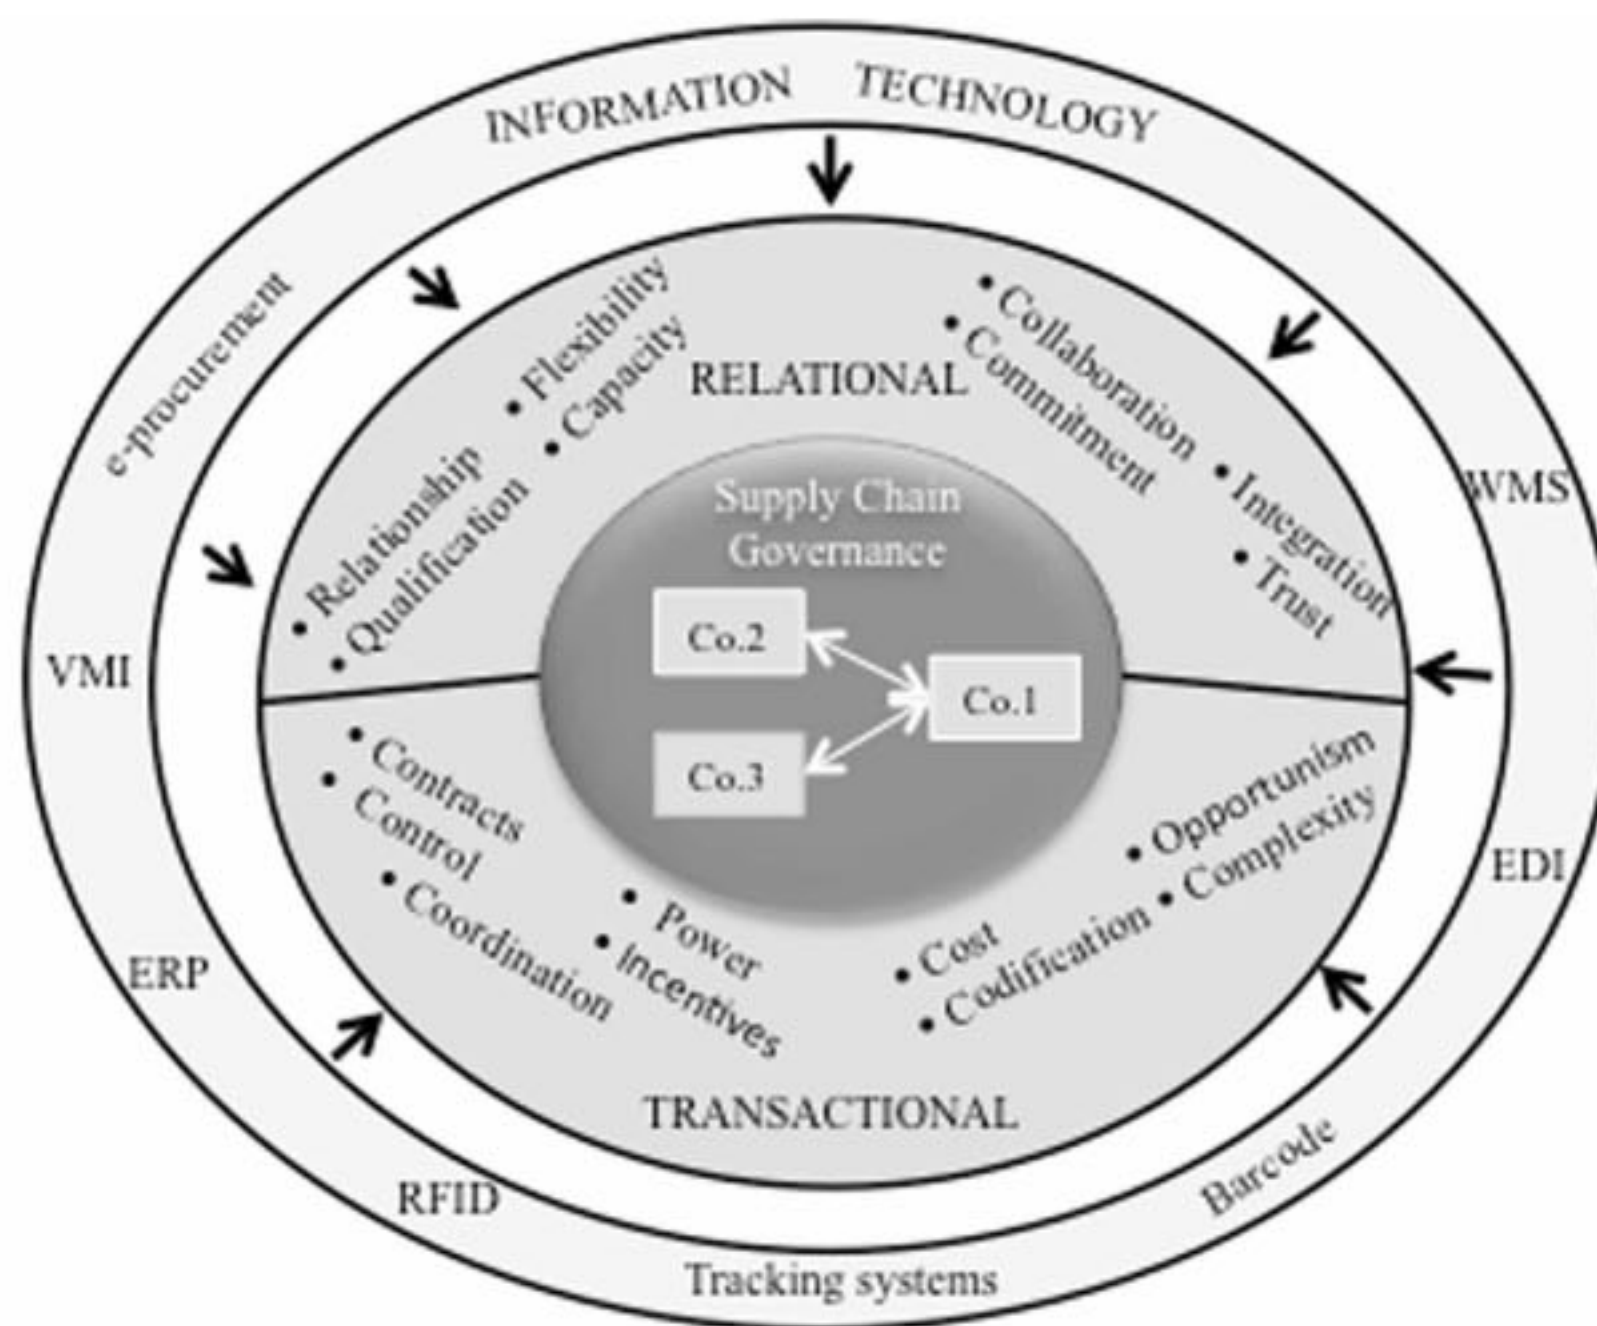 INFORMATION TECHNOLOGY
e-procurement
WMS
VMI
EDI
ERP
Barcode
RFID
Tracking systems
RELATIONAL
• Flexibility
• Capacity
• Relationship
• Qualification
• Collaboration
• Commitment
• Integration
• Trust
Supply Chain
Governance
Co.2
Co.1
Co.3
• Contracts
• Control
• Coordination
• Power
• Incentives
• Opportunism
• Complexity
• Cost
• Codification
TRANSACTIONAL